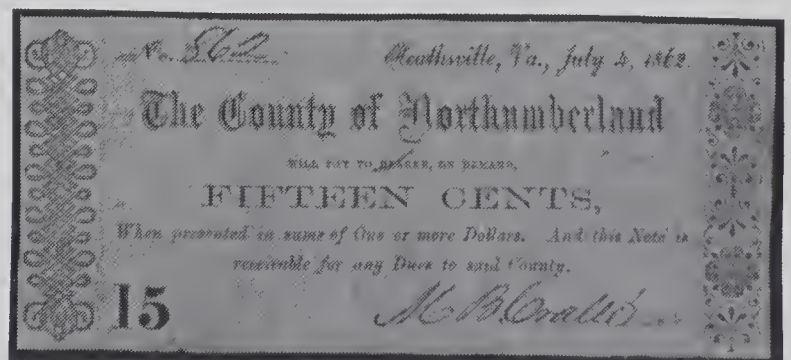 No. 562 Heathsville, Va., July 4, 1862.
The County of Northumberland
WILL PAY TO BEARER, ON DEMAND,
FIFTEEN CENTS,
When presented in sums of One or more Dollars. And this Note is
receivable for any Dues to said County.
15